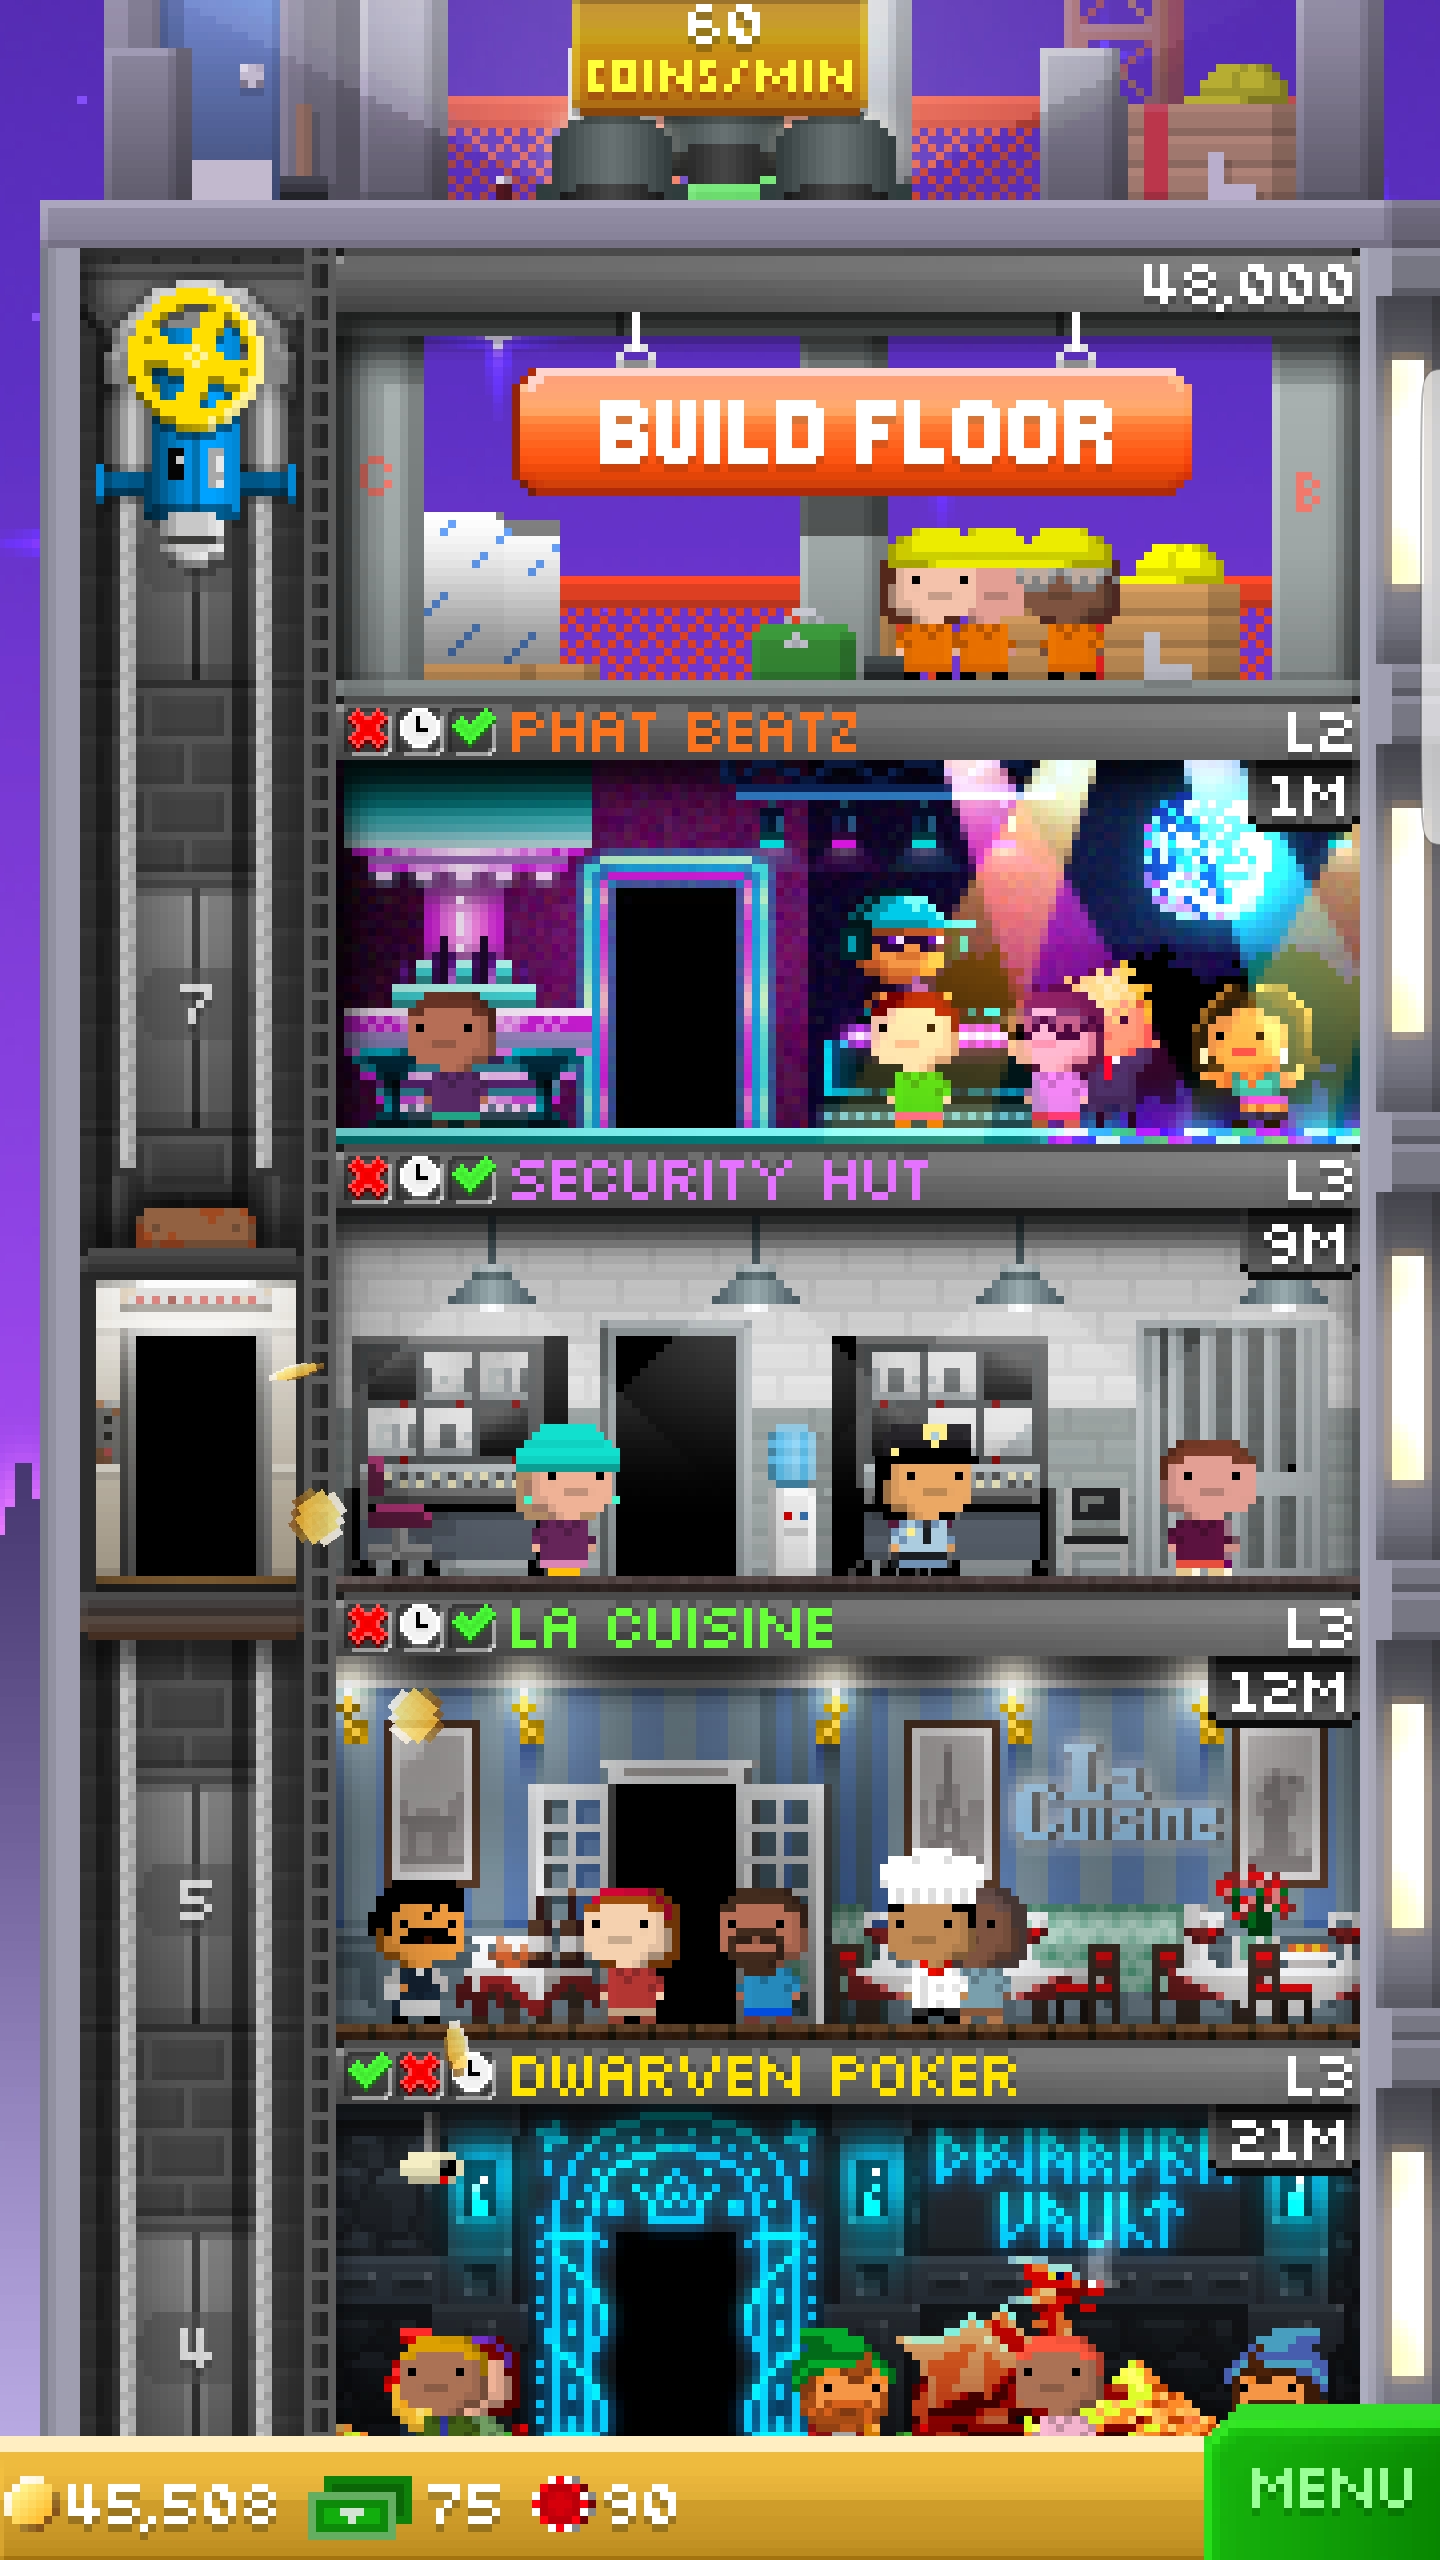 60
COINS/MIN
48,000
BUILD FLOOR
C
B
PHAT BEATZ L2
1M
7
SECURITY HUT L3
9M
LA CUISINE L3
12M
La
Cuisine
5
DWARVEN POKER L3
21M
DWARVEN
VAULT
4
45,508 75 90
MENU